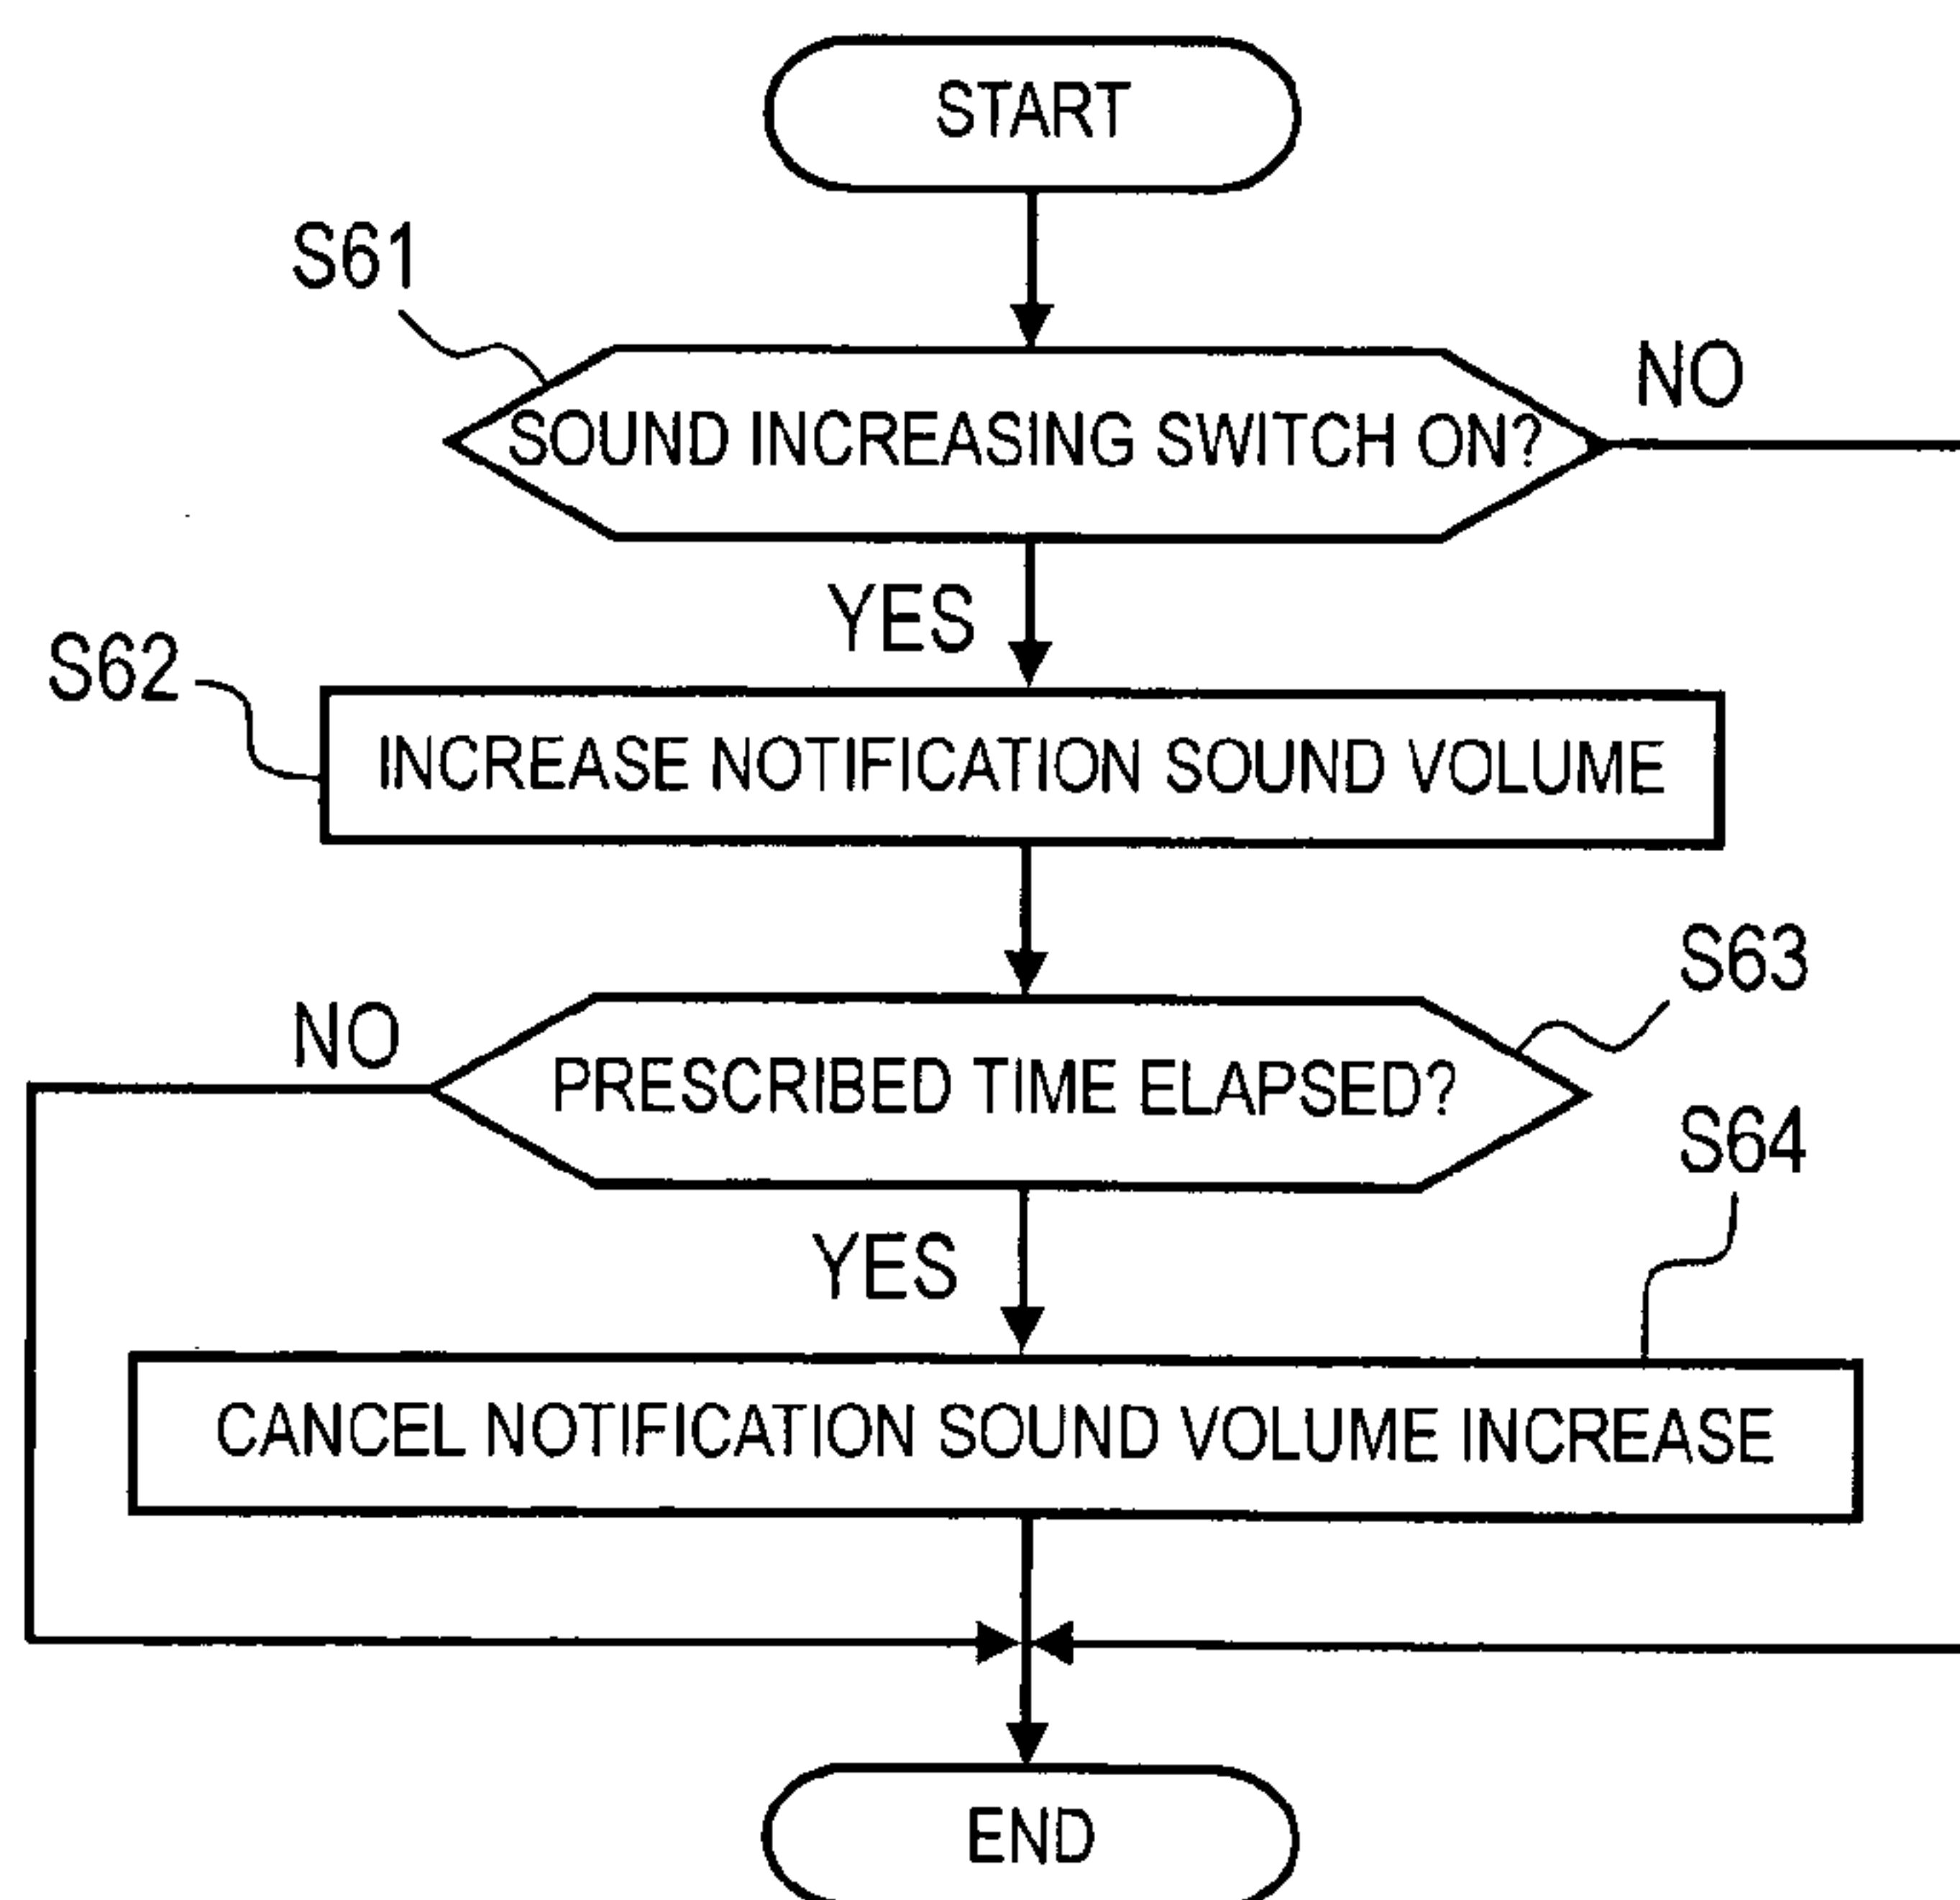 START
S61
SOUND INCREASING SWITCH ON?
NO
YES
S62
INCREASE NOTIFICATION SOUND VOLUME
S63
PRESCRIBED TIME ELAPSED?
NO
YES
S64
CANCEL NOTIFICATION SOUND VOLUME INCREASE
END